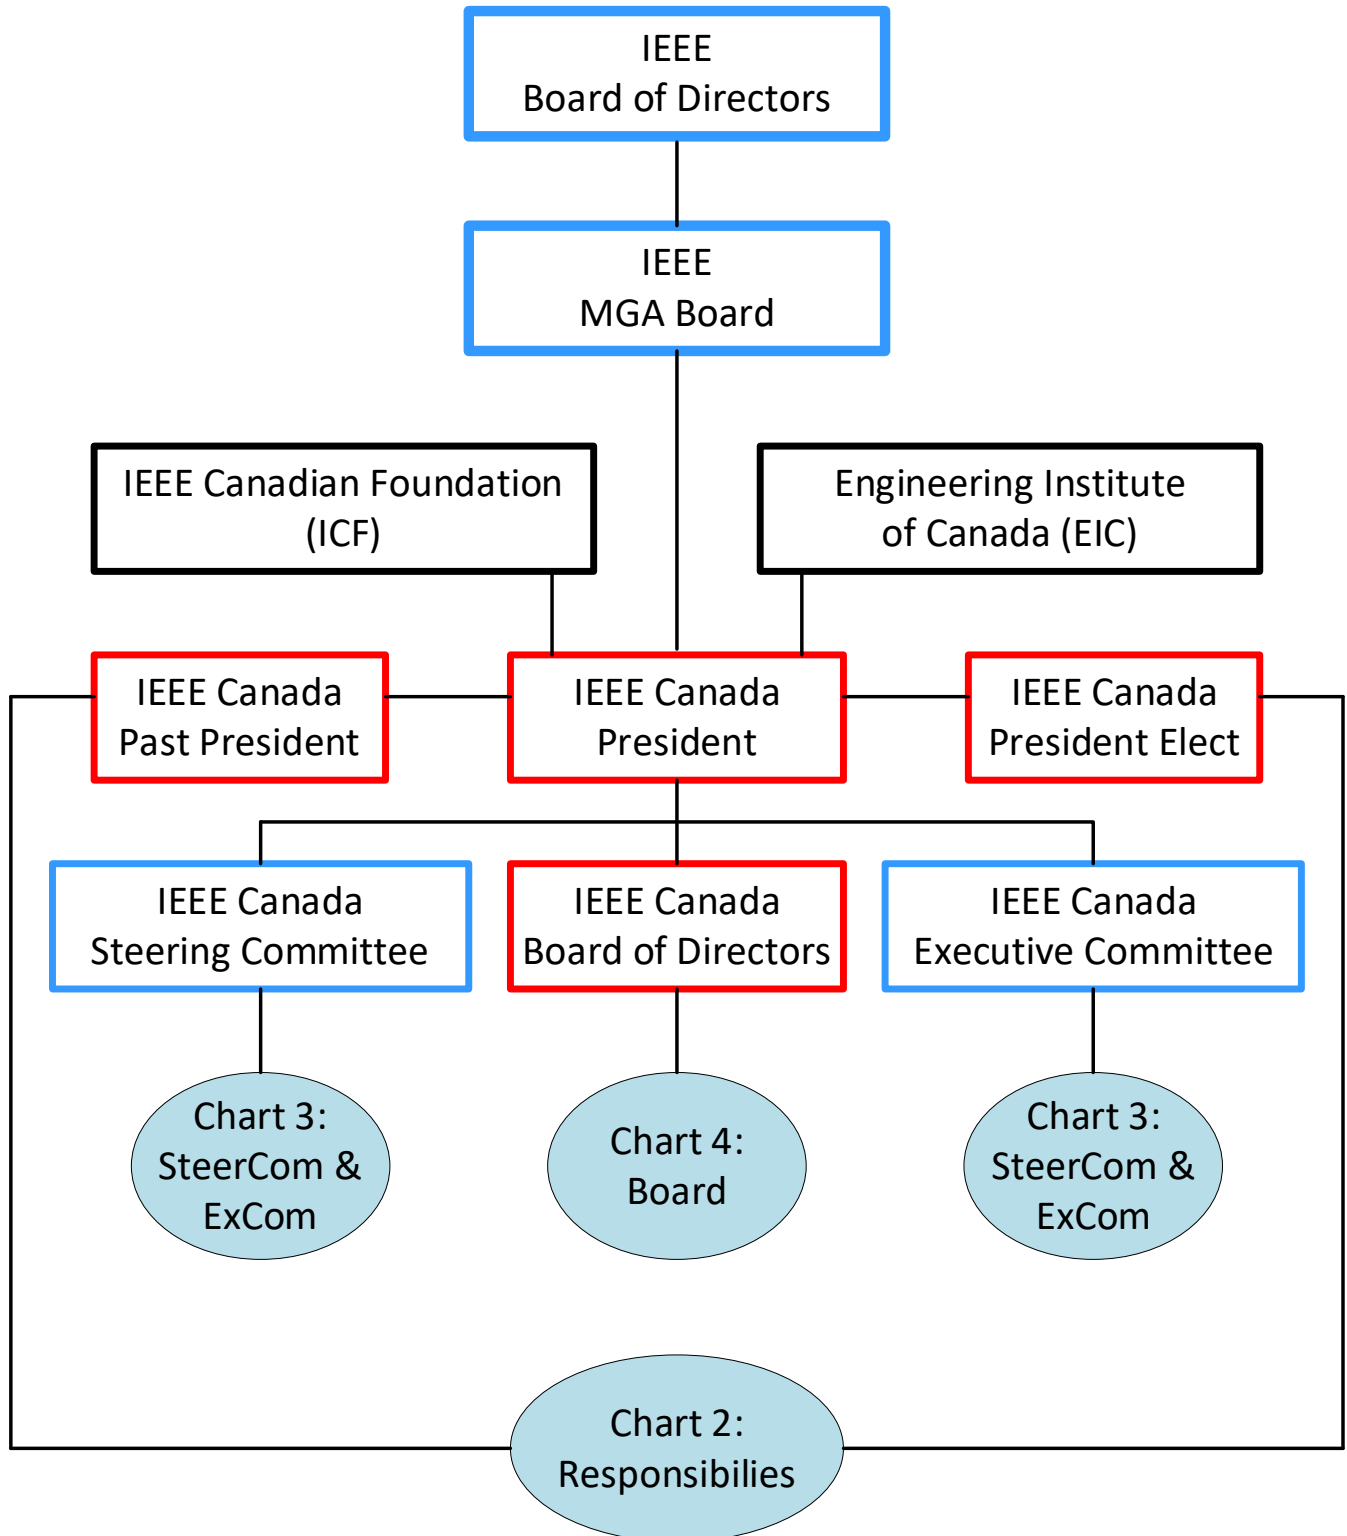 IEEE
Board of Directors
IEEE
MGA Board
IEEE Canadian Foundation
(ICF)
Engineering Institute
of Canada (EIC)
IEEE Canada
Past President
IEEE Canada
President
IEEE Canada
President Elect
IEEE Canada
Steering Committee
IEEE Canada
Board of Directors
IEEE Canada
Executive Committee
Chart 3:
SteerCom &
ExCom
Chart 4:
Board
Chart 3:
SteerCom &
ExCom
Chart 2:
Responsibilies